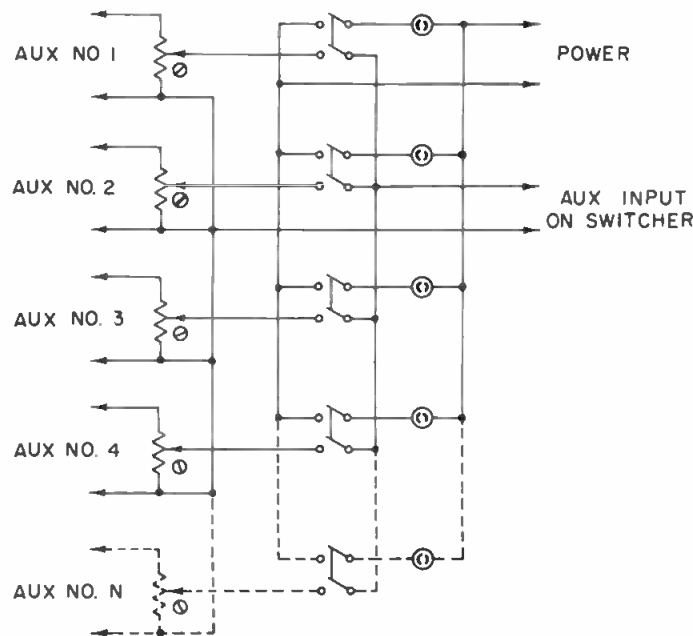 AUX NO 1
POWER
AUX NO. 2
AUX INPUT
ON SWITCHER
AUX NO. 3
AUX NO. 4
AUX NO. N